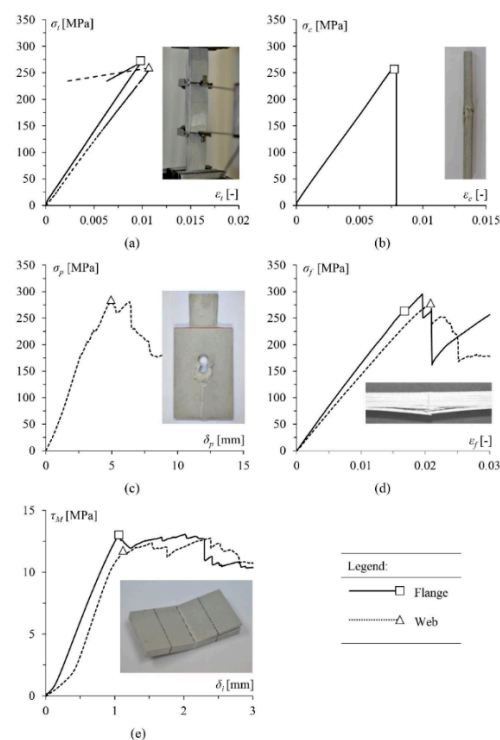 σt [MPa]
300
250
200
150
100
50
0
0 0.005 0.01 0.015 0.02
εt [-]
(a)
σc [MPa]
300
250
200
150
100
50
0
0 0.005 0.01 0.015
εc [-]
(b)
σp [MPa]
350
300
250
200
150
100
50
0
0 5 10 15
δp [mm]
(c)
σf [MPa]
350
300
250
200
150
100
50
0
0 0.01 0.02 0.03
εf [-]
(d)
τM [MPa]
15
10
5
0
0 1 2 3
δt [mm]
(e)
Legend:
Flange
Web